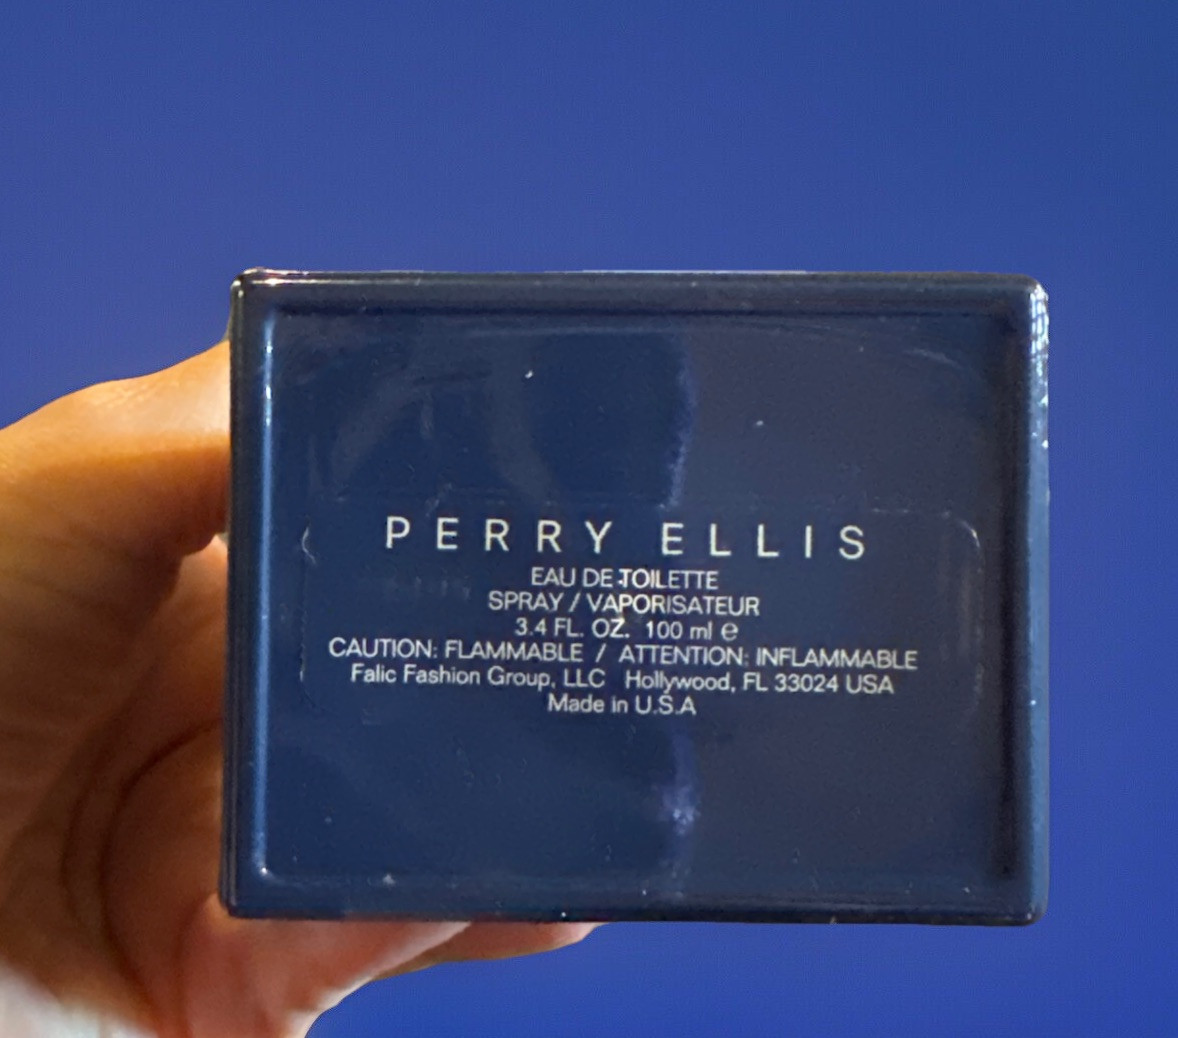 PERRY ELLIS
EAU DE TOILETTE
SPRAY / VAPORISATEUR
3.4 FL. OZ. 100 ml ℮
CAUTION: FLAMMABLE / ATTENTION: INFLAMMABLE
Falic Fashion Group, LLC Hollywood, FL 33024 USA
Made in U.S.A